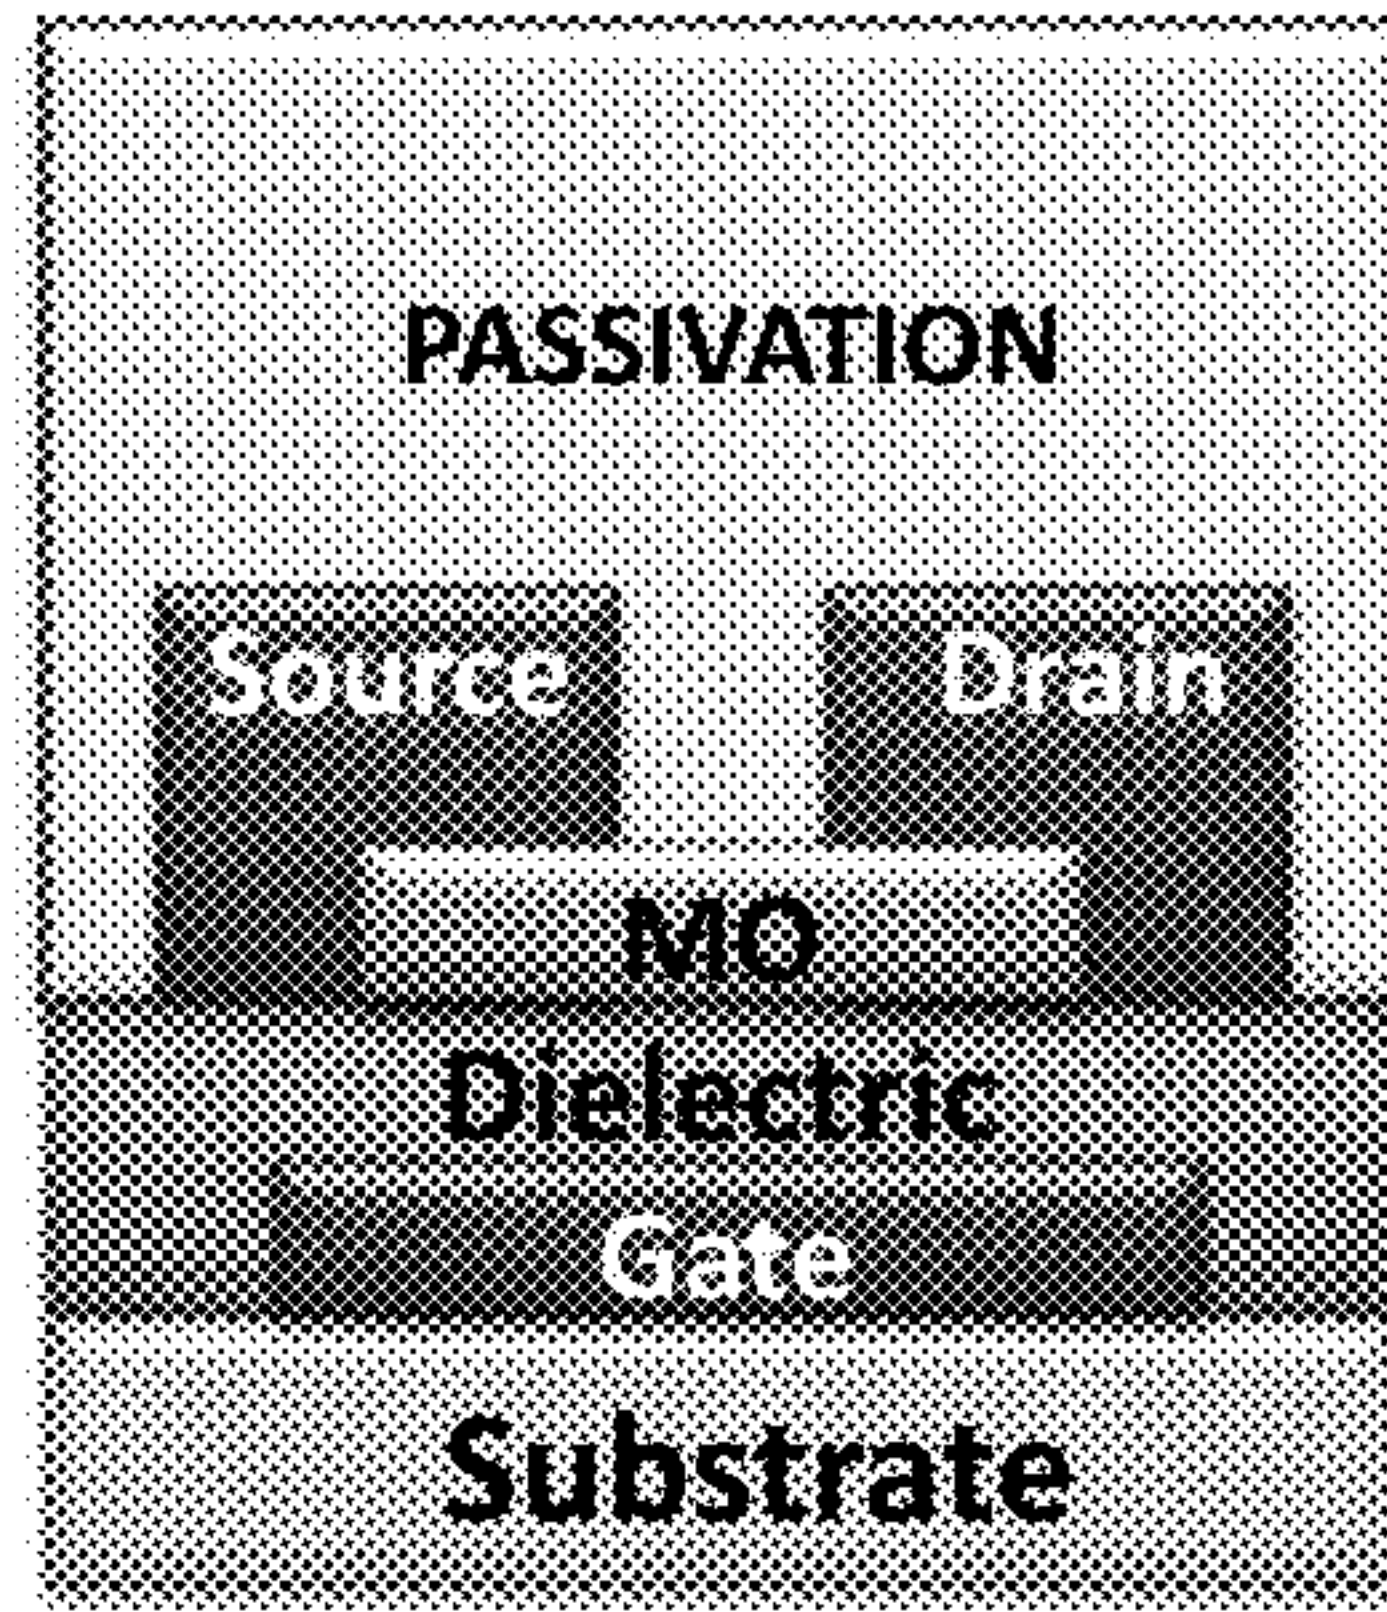 PASSIVATION
Source Drain
MO
Dielectric
Gate
Substrate